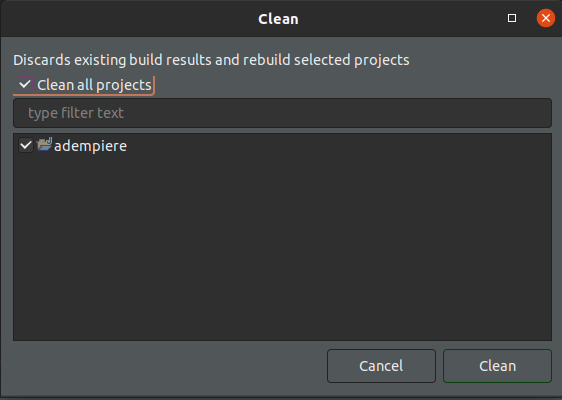 Clean
Discards existing build results and rebuild selected projects
Clean all projects
type filter text
adempiere
Cancel
Clean